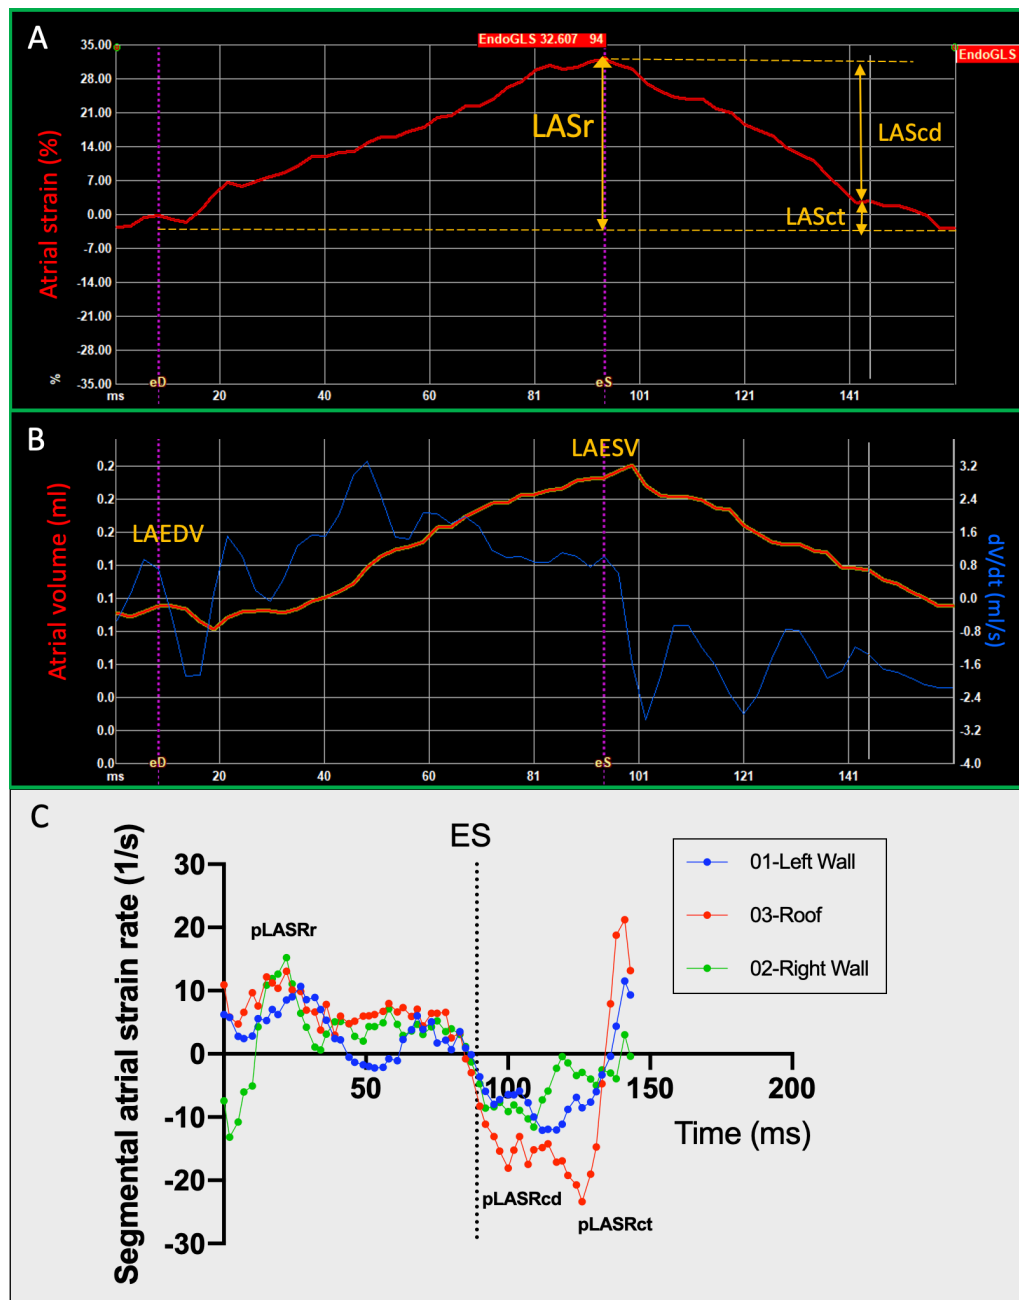 A
EndoGLS 32.607 94
EndoGLS
Atrial strain (%)
35.00
28.00
21.00
14.00
7.00
0.00
-7.00
-14.00
-21.00
-28.00
-35.00
%
LASr
LAScd
LASct
eD
eS
ms
20
40
60
81
101
121
141
B
LAESV
LAEDV
Atrial volume (ml)
0.2
0.2
0.2
0.1
0.1
0.1
0.1
0.0
0.0
3.2
2.4
1.6
0.8
0.0
-0.8
-1.6
-2.4
-3.2
-4.0
dV/dt (ml/s)
eD
eS
ms
20
40
60
81
101
121
141
C
ES
Segmental atrial strain rate (1/s)
30
20
10
0
-10
-20
-30
pLASRr
50
100
150
200
Time (ms)
pLASRcd
pLASRct
01-Left Wall
03-Roof
02-Right Wall